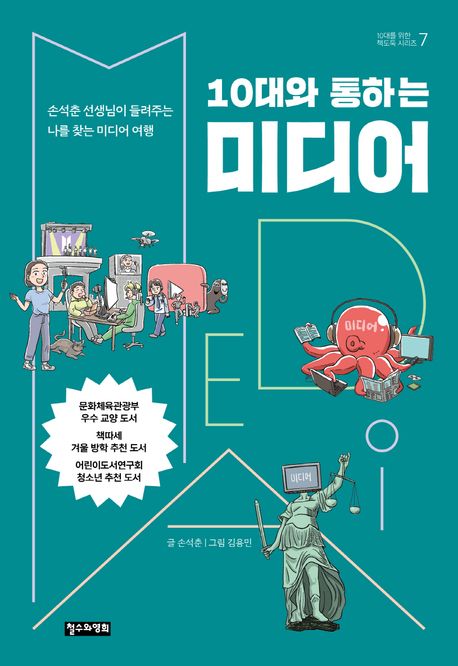 10대를 위한
책도둑 시리즈 7
10대와 통하는
미디어
손석춘 선생님이 들려주는
나를 찾는 미디어 여행
MEDiA
미디어
문화체육관광부
우수 교양 도서
책따세
겨울 방학 추천 도서
어린이도서연구회
청소년 추천 도서
미디어
글 손석춘 | 그림 김용민
철수와영희